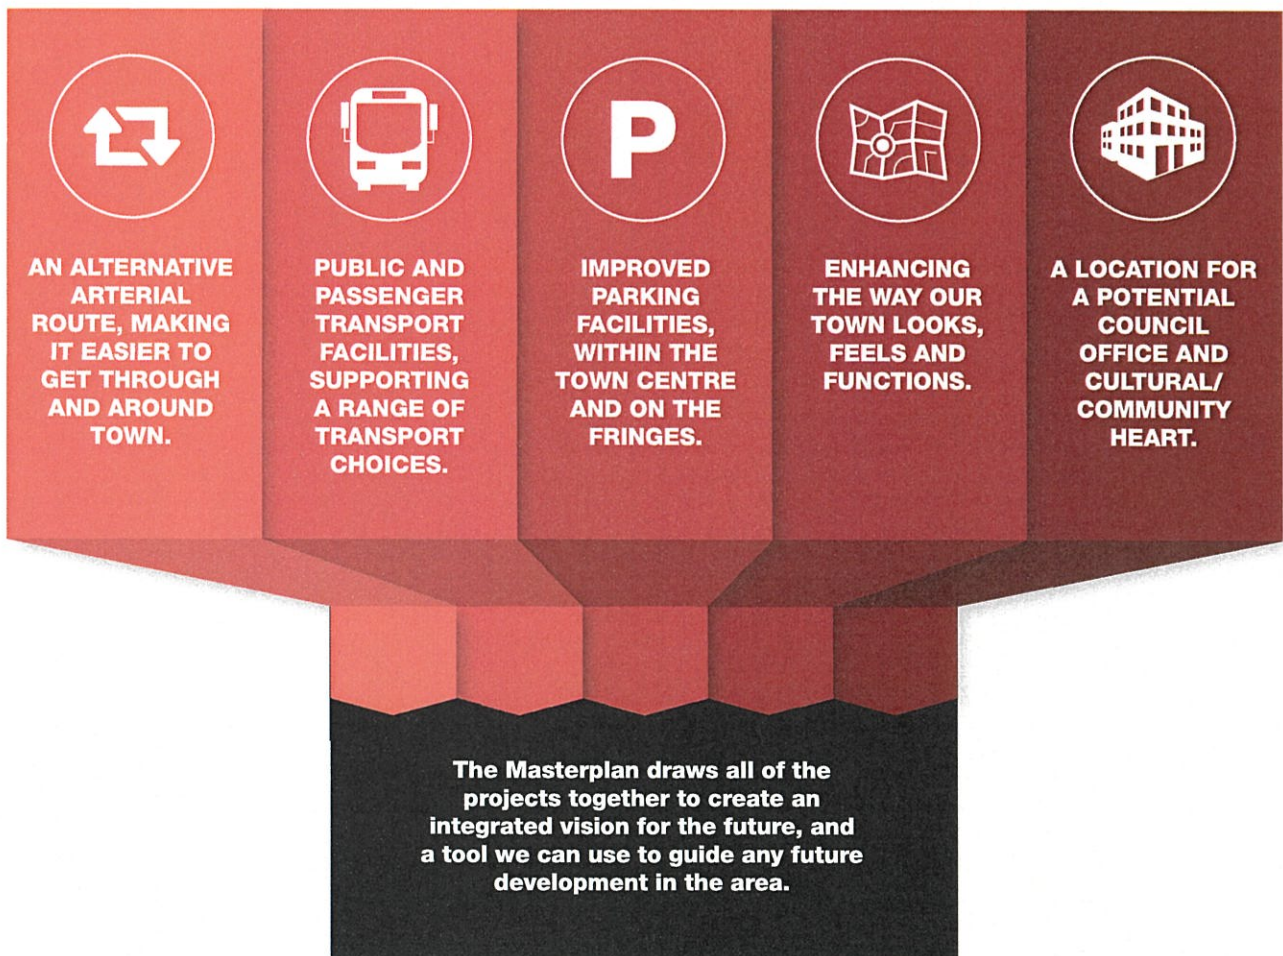 AN ALTERNATIVE
ARTERIAL
ROUTE, MAKING
IT EASIER TO
GET THROUGH
AND AROUND
TOWN.
PUBLIC AND
PASSENGER
TRANSPORT
FACILITIES,
SUPPORTING
A RANGE OF
TRANSPORT
CHOICES.
P
IMPROVED
PARKING
FACILITIES,
WITHIN THE
TOWN CENTRE
AND ON THE
FRINGES.
ENHANCING
THE WAY OUR
TOWN LOOKS,
FEELS AND
FUNCTIONS.
A LOCATION FOR
A POTENTIAL
COUNCIL
OFFICE AND
CULTURAL/
COMMUNITY
HEART.
The Masterplan draws all of the
projects together to create an
integrated vision for the future, and
a tool we can use to guide any future
development in the area.